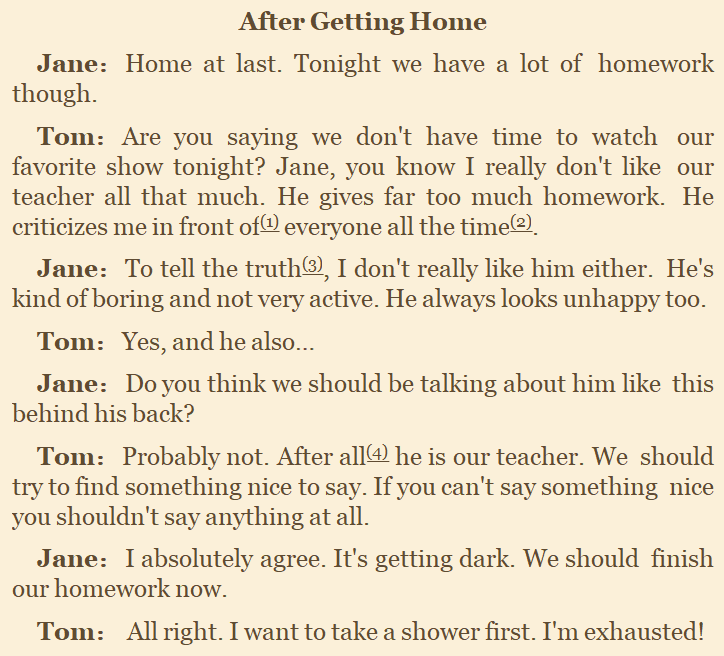 After Getting Home
Jane: Home at last. Tonight we have a lot of homework
though.
Tom: Are you saying we don't have time to watch our
favorite show tonight? Jane, you know I really don't like our
teacher all that much. He gives far too much homework. He
criticizes me in front of(1) everyone all the time(2).
Jane: To tell the truth(3), I don't really like him either. He's
kind of boring and not very active. He always looks unhappy too.
Tom: Yes, and he also...
Jane: Do you think we should be talking about him like this
behind his back?
Tom: Probably not. After all(4) he is our teacher. We should
try to find something nice to say. If you can't say something nice
you shouldn't say anything at all.
Jane: I absolutely agree. It's getting dark. We should finish
our homework now.
Tom: All right. I want to take a shower first. I'm exhausted!